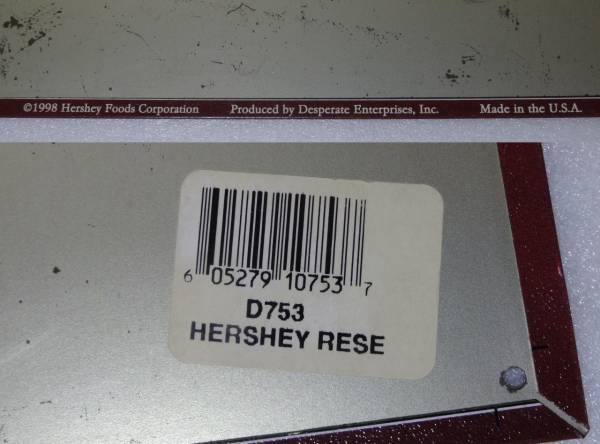 ©1998 Hershey Foods Corporation Produced by Desperate Enterprises, Inc. Made in the U.S.A.
6 05279 10753 7
D753
HERSHEY RESE